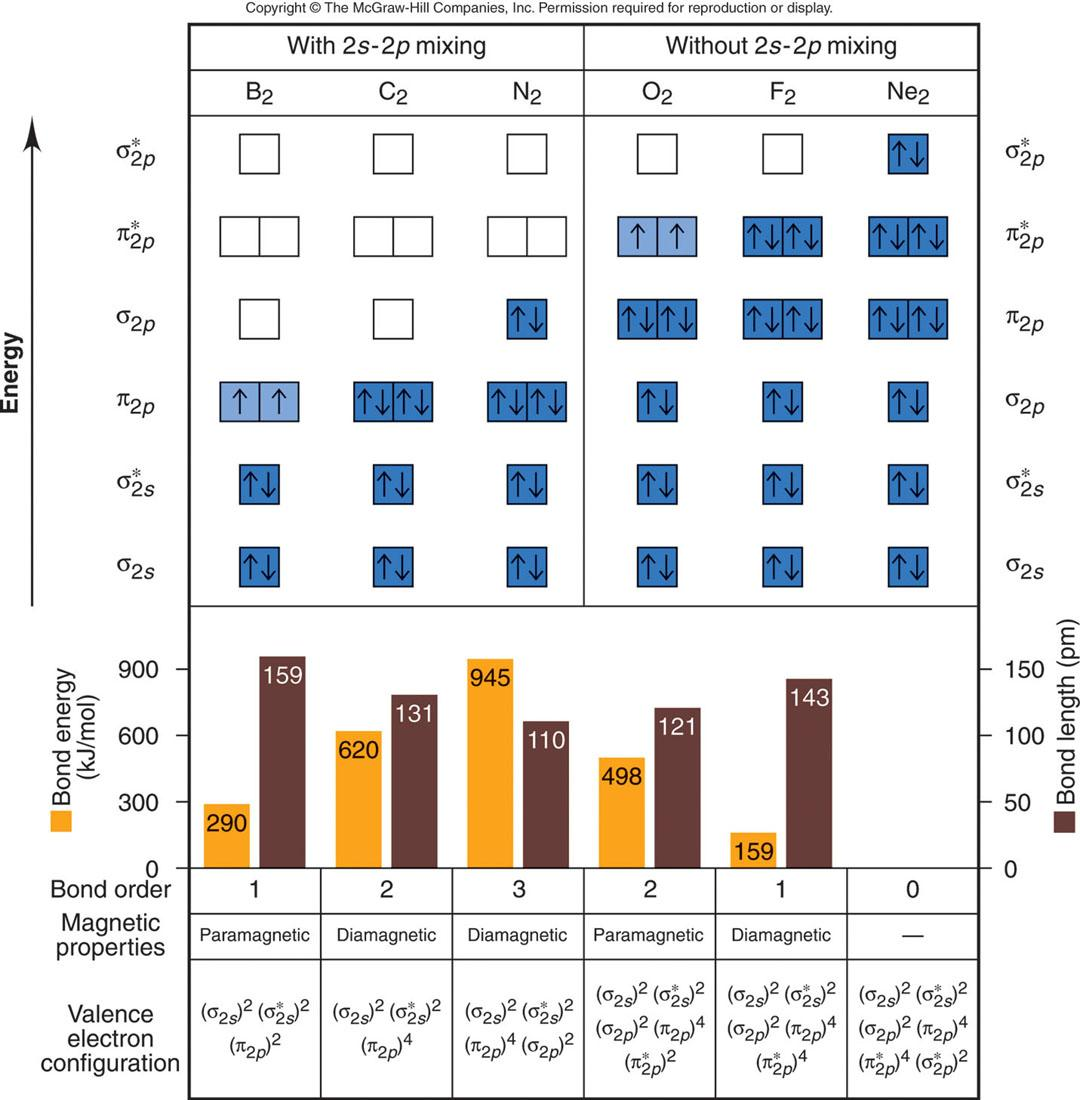 Copyright © The McGraw-Hill Companies, Inc. Permission required for reproduction or display.
With 2s-2p mixing Without 2s-2p mixing
B₂ C₂ N₂ O₂ F₂ Ne₂
σ*₂p ↑↓ σ*₂p
π*₂p ↑ ↑ ↑↓ ↑↓ ↑↓ ↑↓ π*₂p
σ₂p ↑↓ ↑↓ ↑↓ ↑↓ ↑↓ ↑↓ ↑↓ π₂p
π₂p ↑ ↑ ↑↓ ↑↓ ↑↓ ↑↓ ↑↓ ↑↓ ↑↓ σ₂p
σ*₂s ↑↓ ↑↓ ↑↓ ↑↓ ↑↓ ↑↓ σ*₂s
σ₂s ↑↓ ↑↓ ↑↓ ↑↓ ↑↓ ↑↓ σ₂s
Energy
Bond energy
(kJ/mol)
900
600
300
0
290 159
620 131
945 110
498 121
159 143
150
100
50
0
Bond length (pm)
Bond order 1 2 3 2 1 0
Magnetic
properties
Paramagnetic Diamagnetic Diamagnetic Paramagnetic Diamagnetic —
Valence
electron
configuration
(σ₂s)² (σ*₂s)²
(π₂p)²
(σ₂s)² (σ*₂s)²
(π₂p)⁴
(σ₂s)² (σ*₂s)²
(π₂p)⁴ (σ₂p)²
(σ₂s)² (σ*₂s)²
(σ₂p)² (π₂p)⁴
(π*₂p)²
(σ₂s)² (σ*₂s)²
(σ₂p)² (π₂p)⁴
(π*₂p)⁴
(σ₂s)² (σ*₂s)²
(σ₂p)² (π₂p)⁴
(π*₂p)⁴ (σ*₂p)²